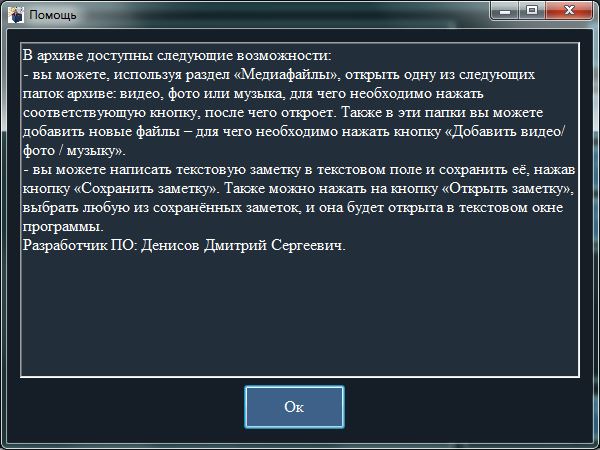 Помощь
В архиве доступны следующие возможности:
- вы можете, используя раздел «Медиафайлы», открыть одну из следующих
папок архиве: видео, фото или музыка, для чего необходимо нажать
соответствующую кнопку, после чего откроет. Также в эти папки вы можете
добавить новые файлы – для чего необходимо нажать кнопку «Добавить видео/
фото / музыку».
- вы можете написать текстовую заметку в текстовом поле и сохранить её, нажав
кнопку «Сохранить заметку». Также можно нажать на кнопку «Открыть заметку»,
выбрать любую из сохранённых заметок, и она будет открыта в текстовом окне
программы.
Разработчик ПО: Денисов Дмитрий Сергеевич.
Ок